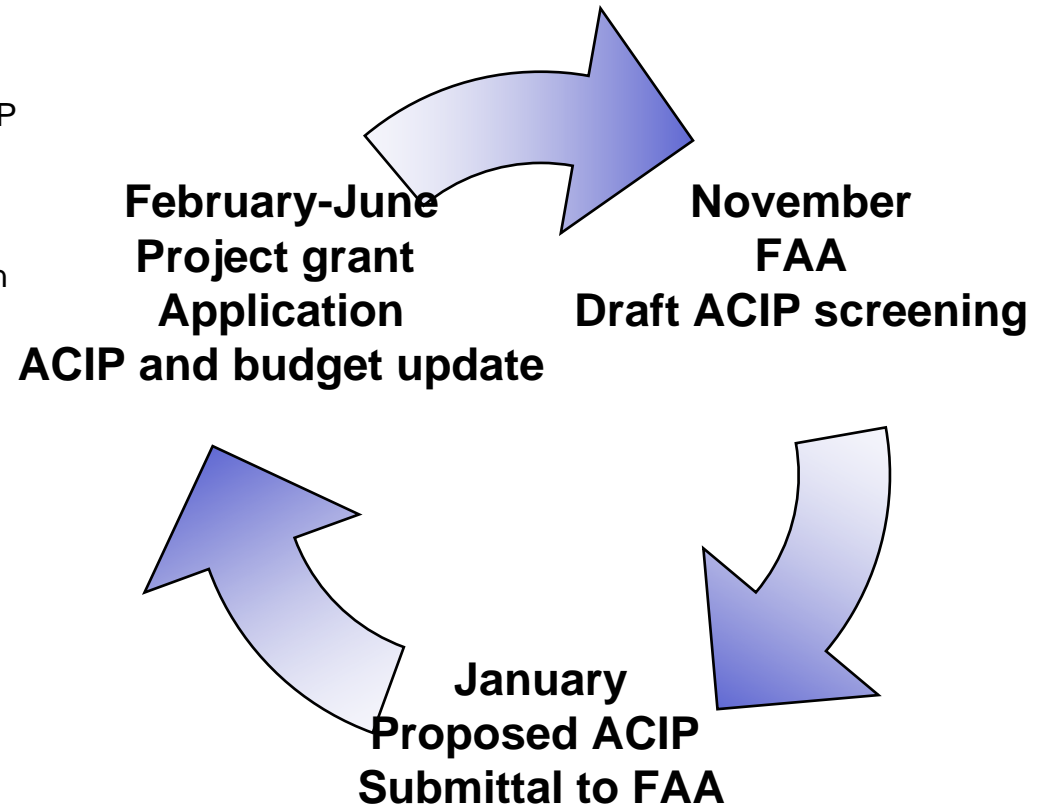 February-June
Project grant
Application
ACIP and budget update
November
FAA
Draft ACIP screening
January
Proposed ACIP
Submittal to FAA